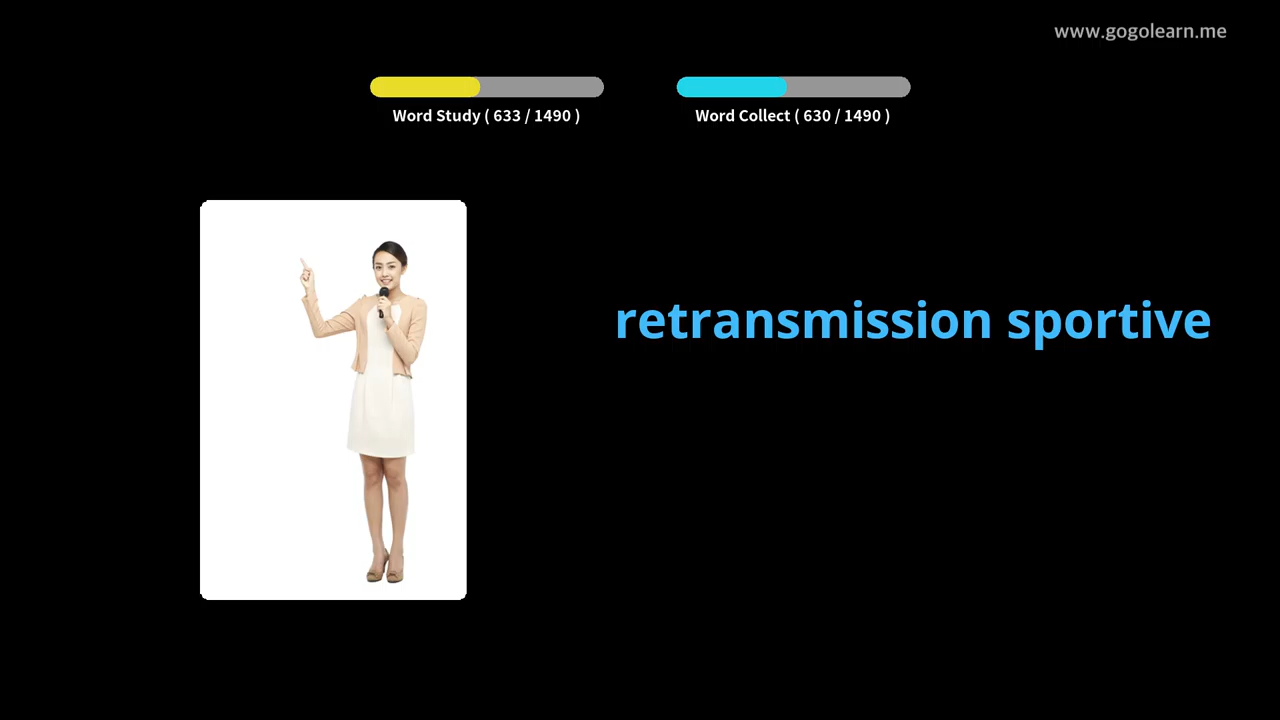 www.gogolearn.me
Word Study ( 633 / 1490 )
Word Collect ( 630 / 1490 )
retransmission sportive